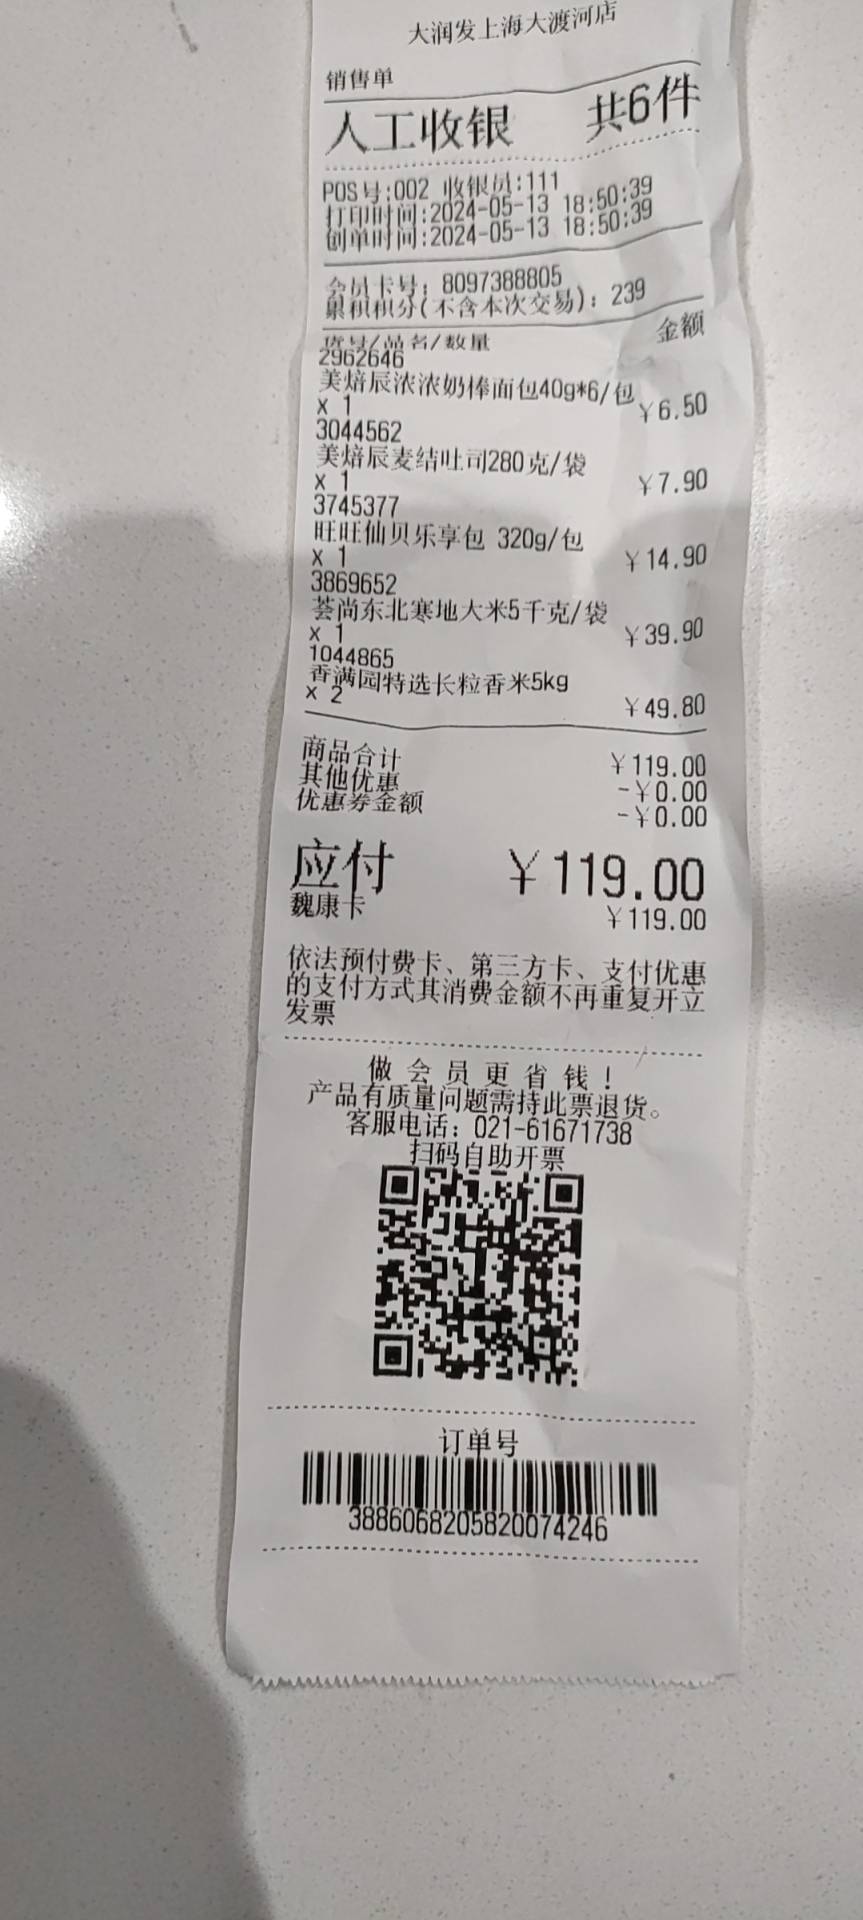 大润发上海大渡河店
销售单
人工收银 共6件
POS号:002 收银员:111
打印时间:2024-05-13 18:50:39
创单时间:2024-05-13 18:50:39
会员卡号: 8097388805
累积积分(不含本次交易): 239
货号/品名/数量 金额
2962646
美焙辰浓浓奶棒面包40g*6/包
x 1 ￥6.50
3044562
美焙辰麦结吐司280克/袋
x 1 ￥7.90
3745377
旺旺仙贝乐享包 320g/包
x 1 ￥14.90
3869652
荟尚东北寒地大米5千克/袋
x 1 ￥39.90
1044865
香满园特选长粒香米5kg
x 2 ￥49.80
商品合计 ￥119.00
其他优惠 -￥0.00
优惠券金额 -￥0.00
应付 ￥119.00
魏康卡 ￥119.00
依法预付费卡、第三方卡、支付优惠
的支付方式其消费金额不再重复开立
发票
做会员更省钱!
产品有质量问题需持此票退货。
客服电话: 021-61671738
扫码自助开票
订单号
3886068205820074246